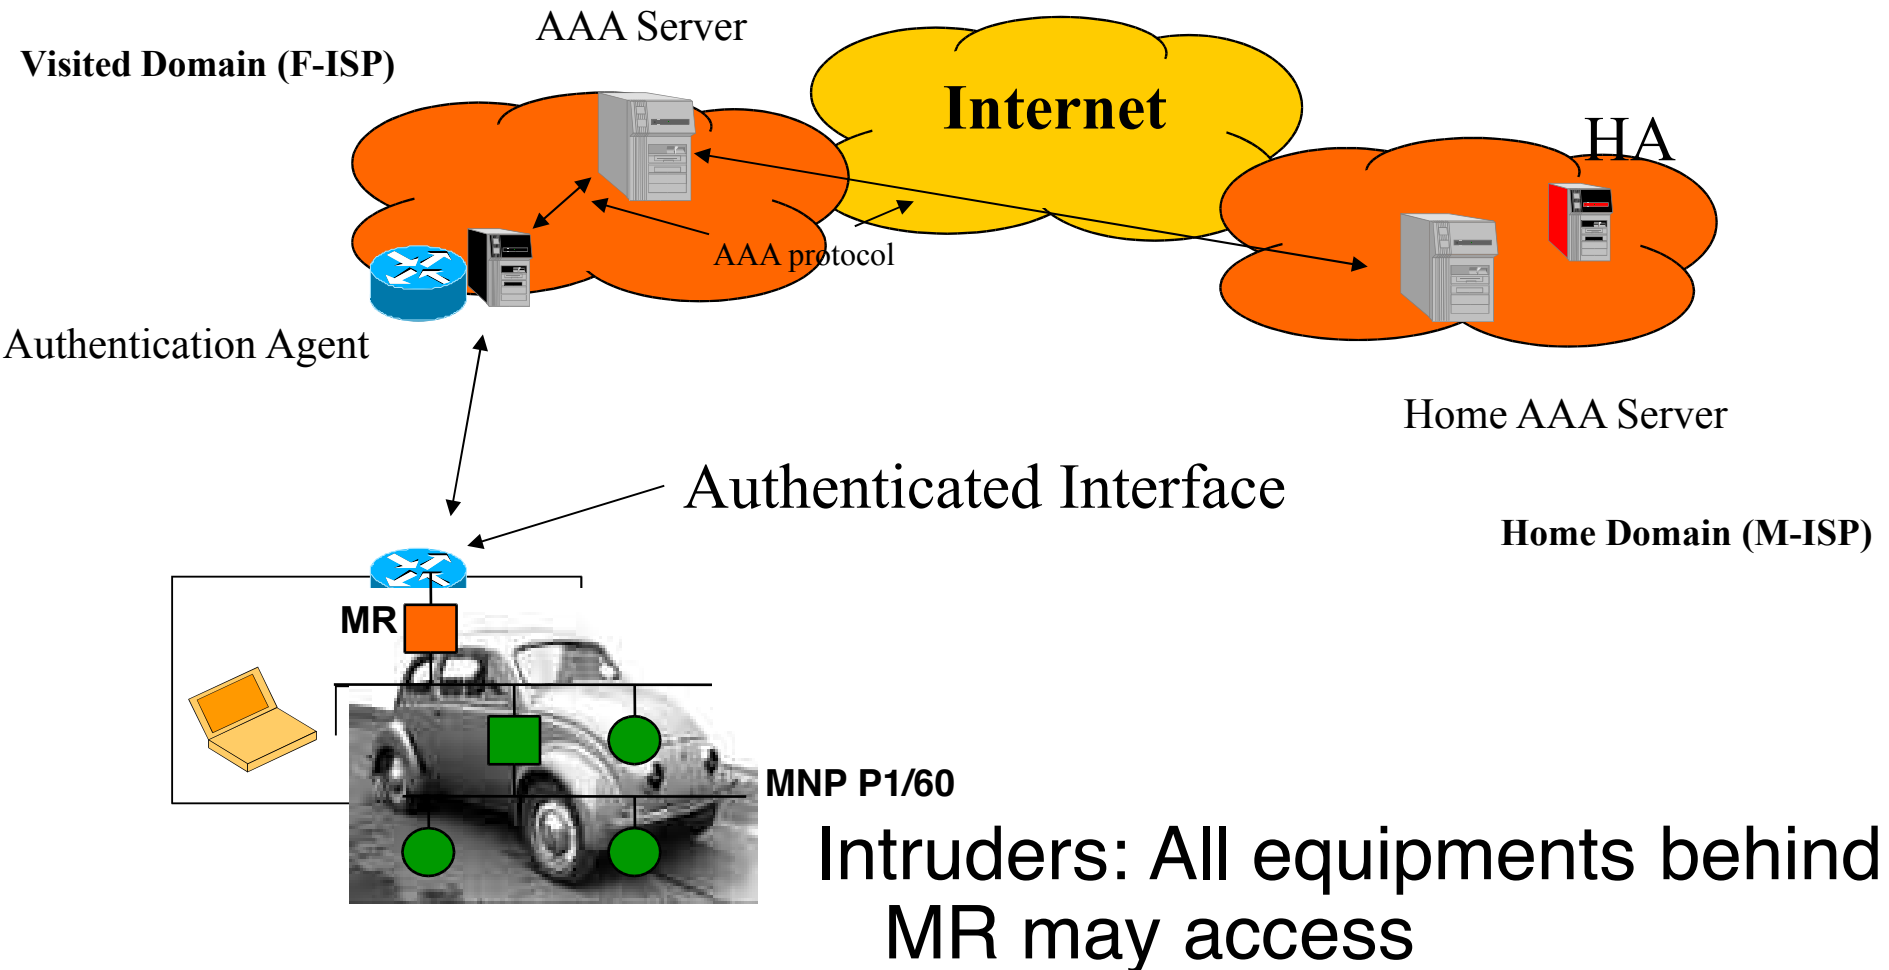 AAA Server
Visited Domain (F-ISP)
Internet
HA
AAA protocol
Authentication Agent
Home AAA Server
Authenticated Interface
Home Domain (M-ISP)
MR
MNP P1/60
Intruders: All equipments behind
MR may access